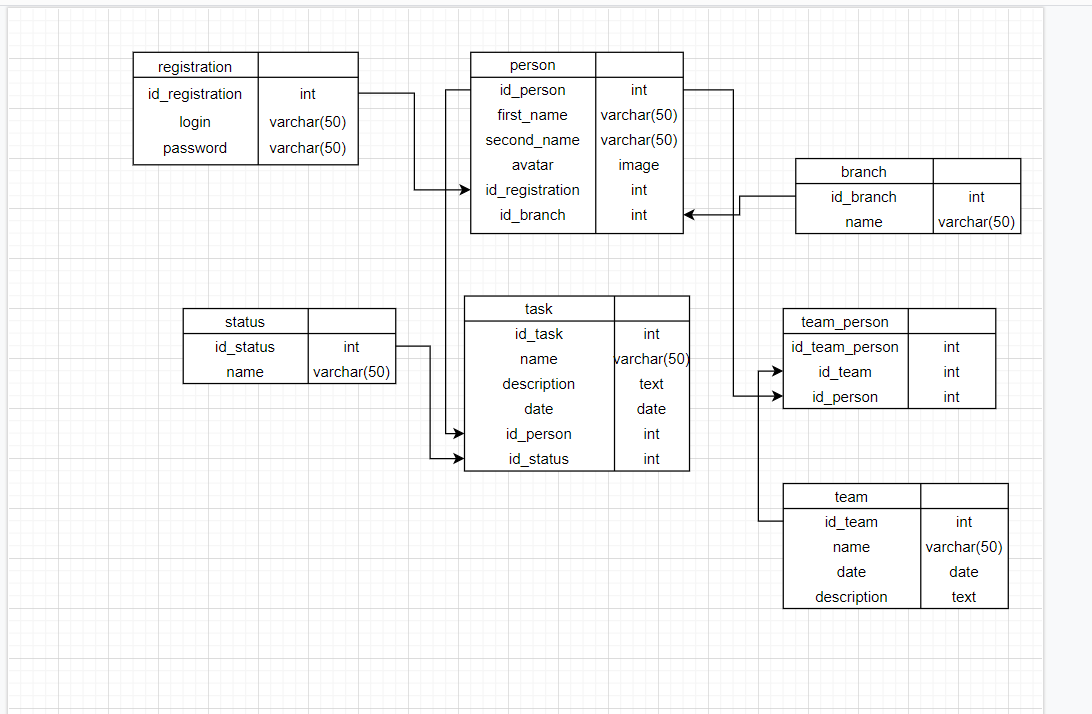 registration
id_registration int
login varchar(50)
password varchar(50)
person
id_person int
first_name varchar(50)
second_name varchar(50)
avatar image
id_registration int
id_branch int
branch
id_branch int
name varchar(50)
status
id_status int
name varchar(50)
task
id_task int
name varchar(50)
description text
date date
id_person int
id_status int
team_person
id_team_person int
id_team int
id_person int
team
id_team int
name varchar(50)
date date
description text